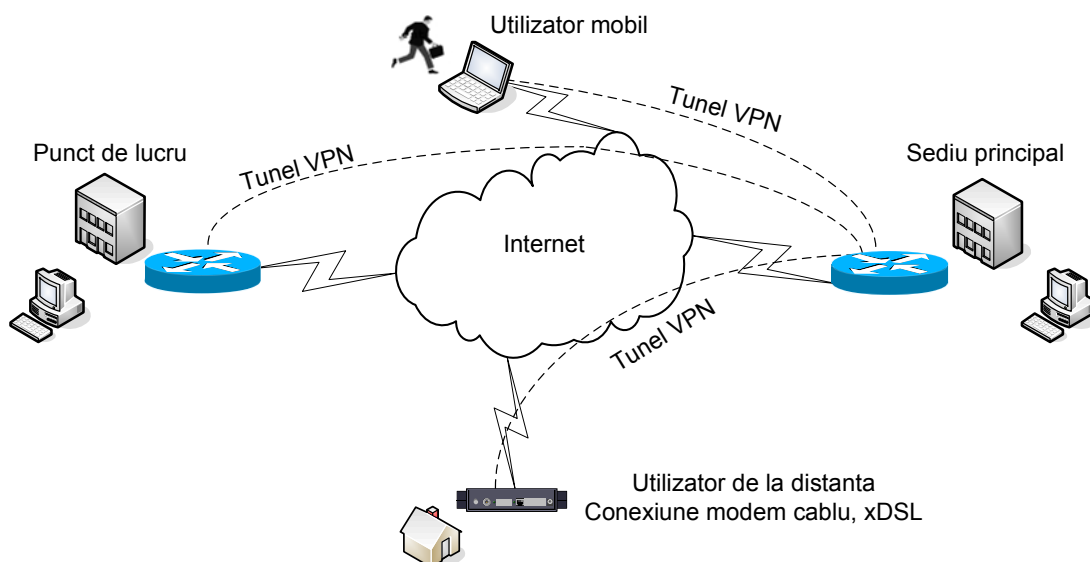 Utilizator mobil
Tunel VPN
Punct de lucru
Tunel VPN
Sediu principal
Internet
Tunel VPN
Utilizator de la distanta
Conexiune modem cablu, xDSL